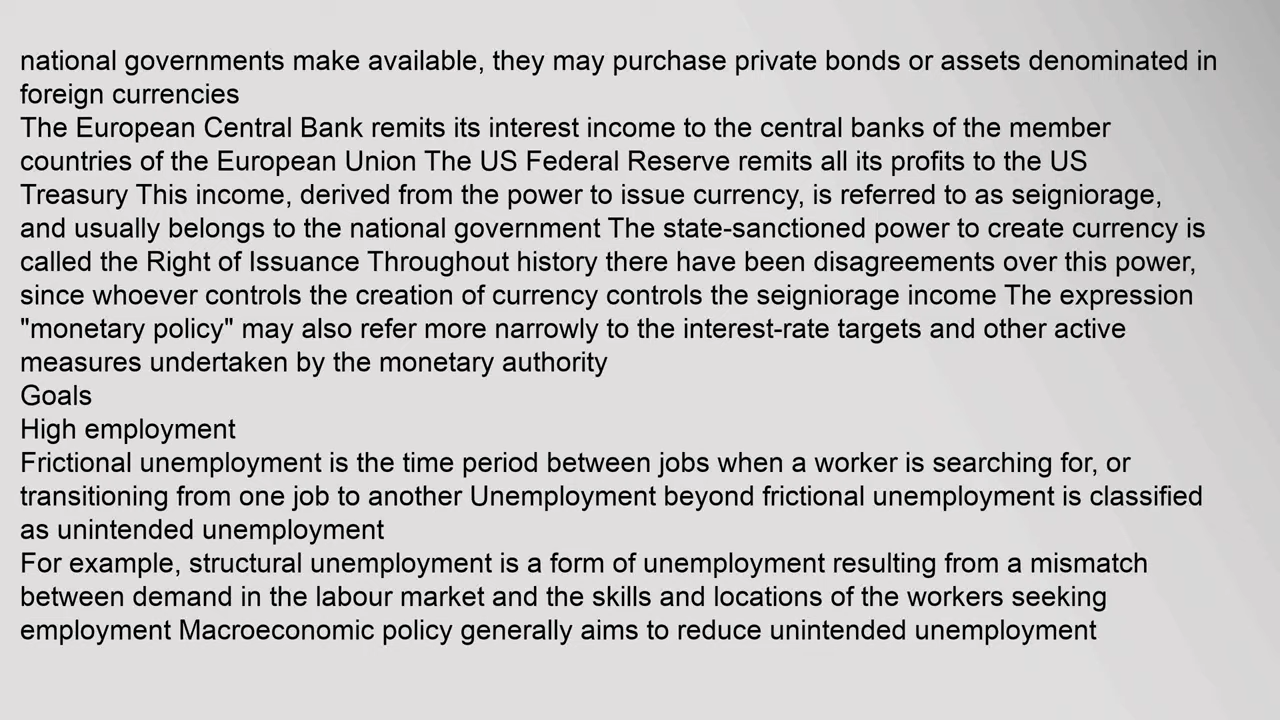 national governments make available, they may purchase private bonds or assets denominated in
foreign currencies
The European Central Bank remits its interest income to the central banks of the member
countries of the European Union The US Federal Reserve remits all its profits to the US
Treasury This income, derived from the power to issue currency, is referred to as seigniorage,
and usually belongs to the national government The state-sanctioned power to create currency is
called the Right of Issuance Throughout history there have been disagreements over this power,
since whoever controls the creation of currency controls the seigniorage income The expression
"monetary policy" may also refer more narrowly to the interest-rate targets and other active
measures undertaken by the monetary authority
Goals
High employment
Frictional unemployment is the time period between jobs when a worker is searching for, or
transitioning from one job to another Unemployment beyond frictional unemployment is classified
as unintended unemployment
For example, structural unemployment is a form of unemployment resulting from a mismatch
between demand in the labour market and the skills and locations of the workers seeking
employment Macroeconomic policy generally aims to reduce unintended unemployment